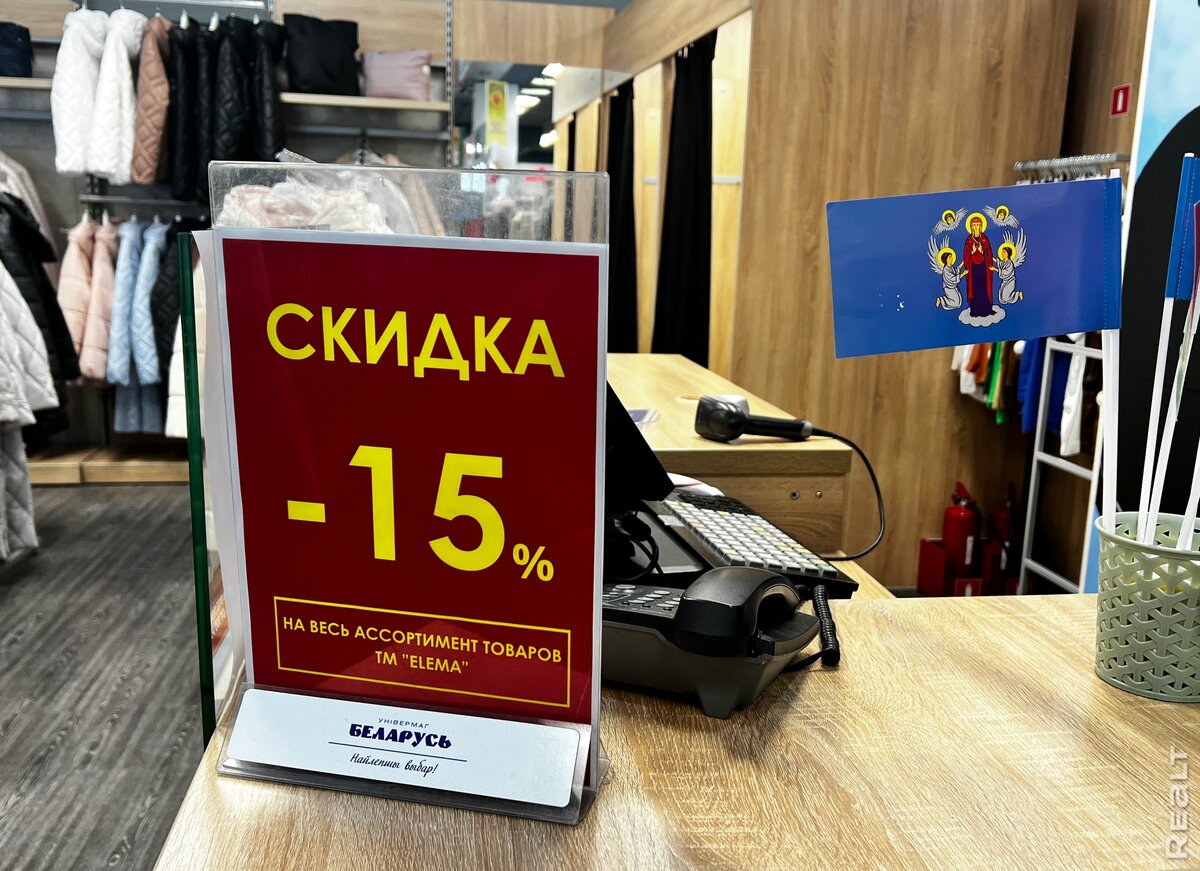 СКИДКА
-15%
НА ВЕСЬ АССОРТИМЕНТ ТОВАРОВ
ТМ "ELEMA"
УНІВЕРМАГ
БЕЛАРУСЬ
Найлепшы выбар!
REALT